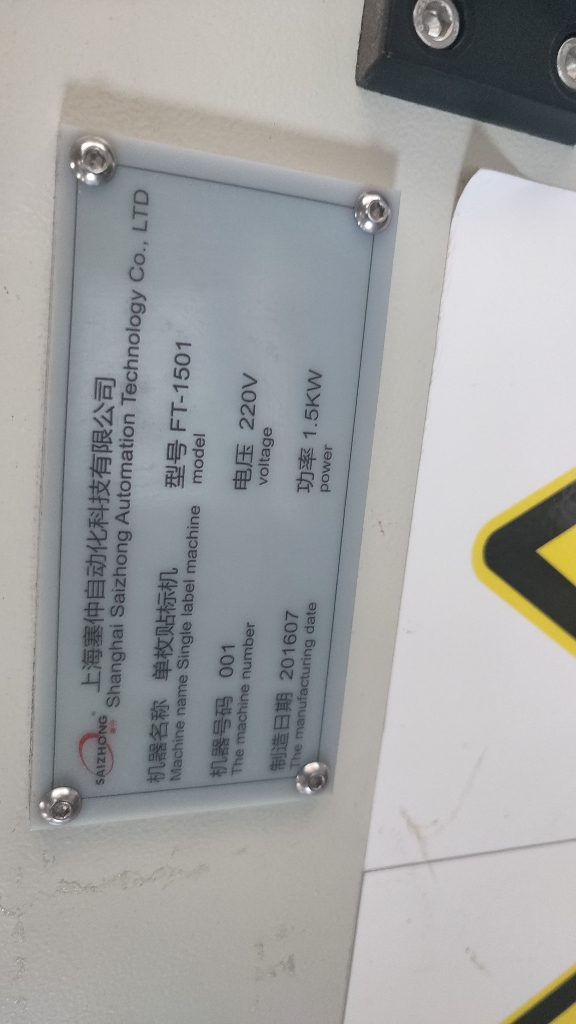 SAIZHONG
上海塞仲自动化科技有限公司
Shanghai Saizhong Automation Technology Co., LTD
机器名称 单枚贴标机 型号 FT-1501
Machine name Single label machine model
机器号码 001 电压 220V
The machine number voltage
制造日期 201607 功率 1.5KW
The manufacturing date power